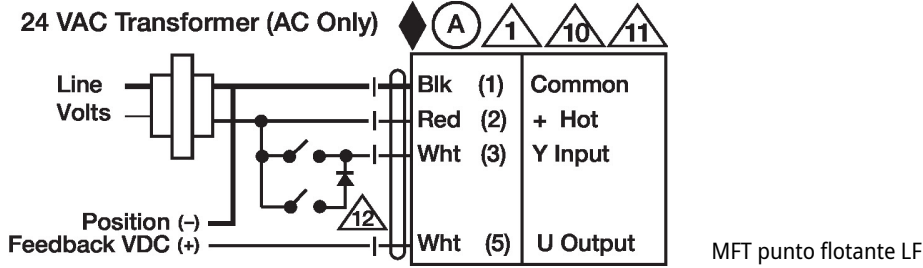 24 VAC Transformer (AC Only)
A
1
10
11
Line
Volts
Blk (1) Common
Red (2) + Hot
Wht (3) Y Input
12
Position (–)
Feedback VDC (+)
Wht (5) U Output
MFT punto flotante LF